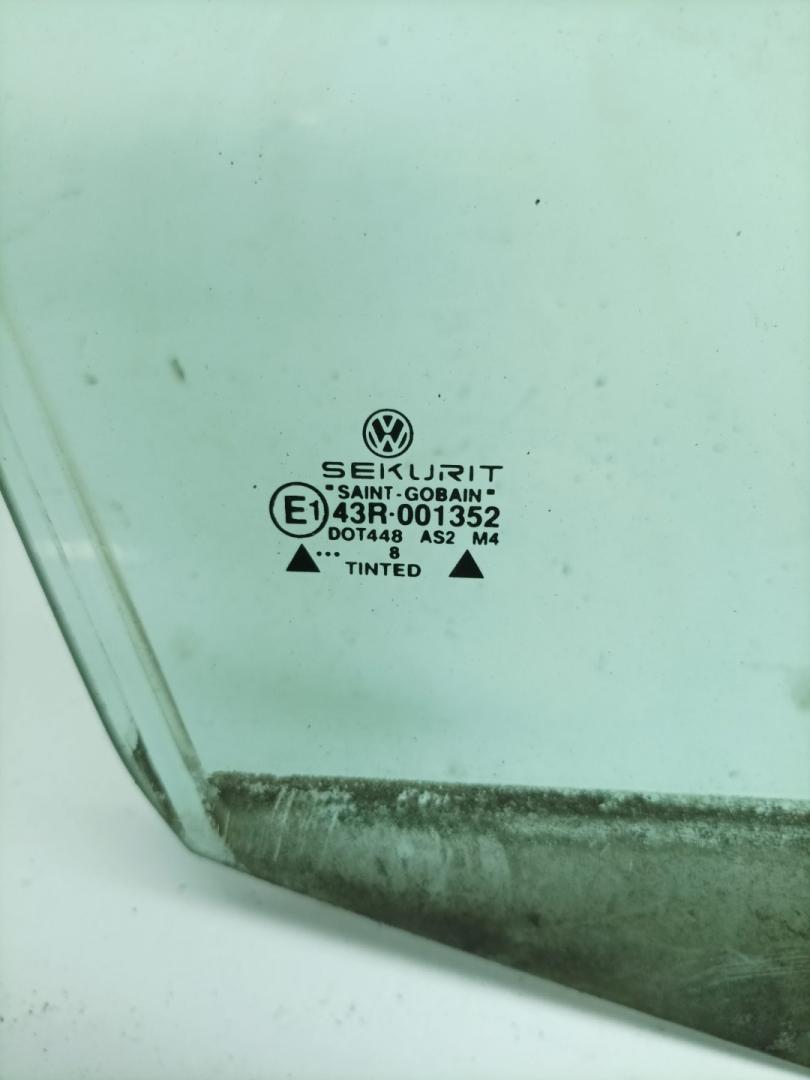 SEKURIT
"SAINT-GOBAIN"
E1 43R-001352
DOT448 AS2 M4
... 8
TINTED